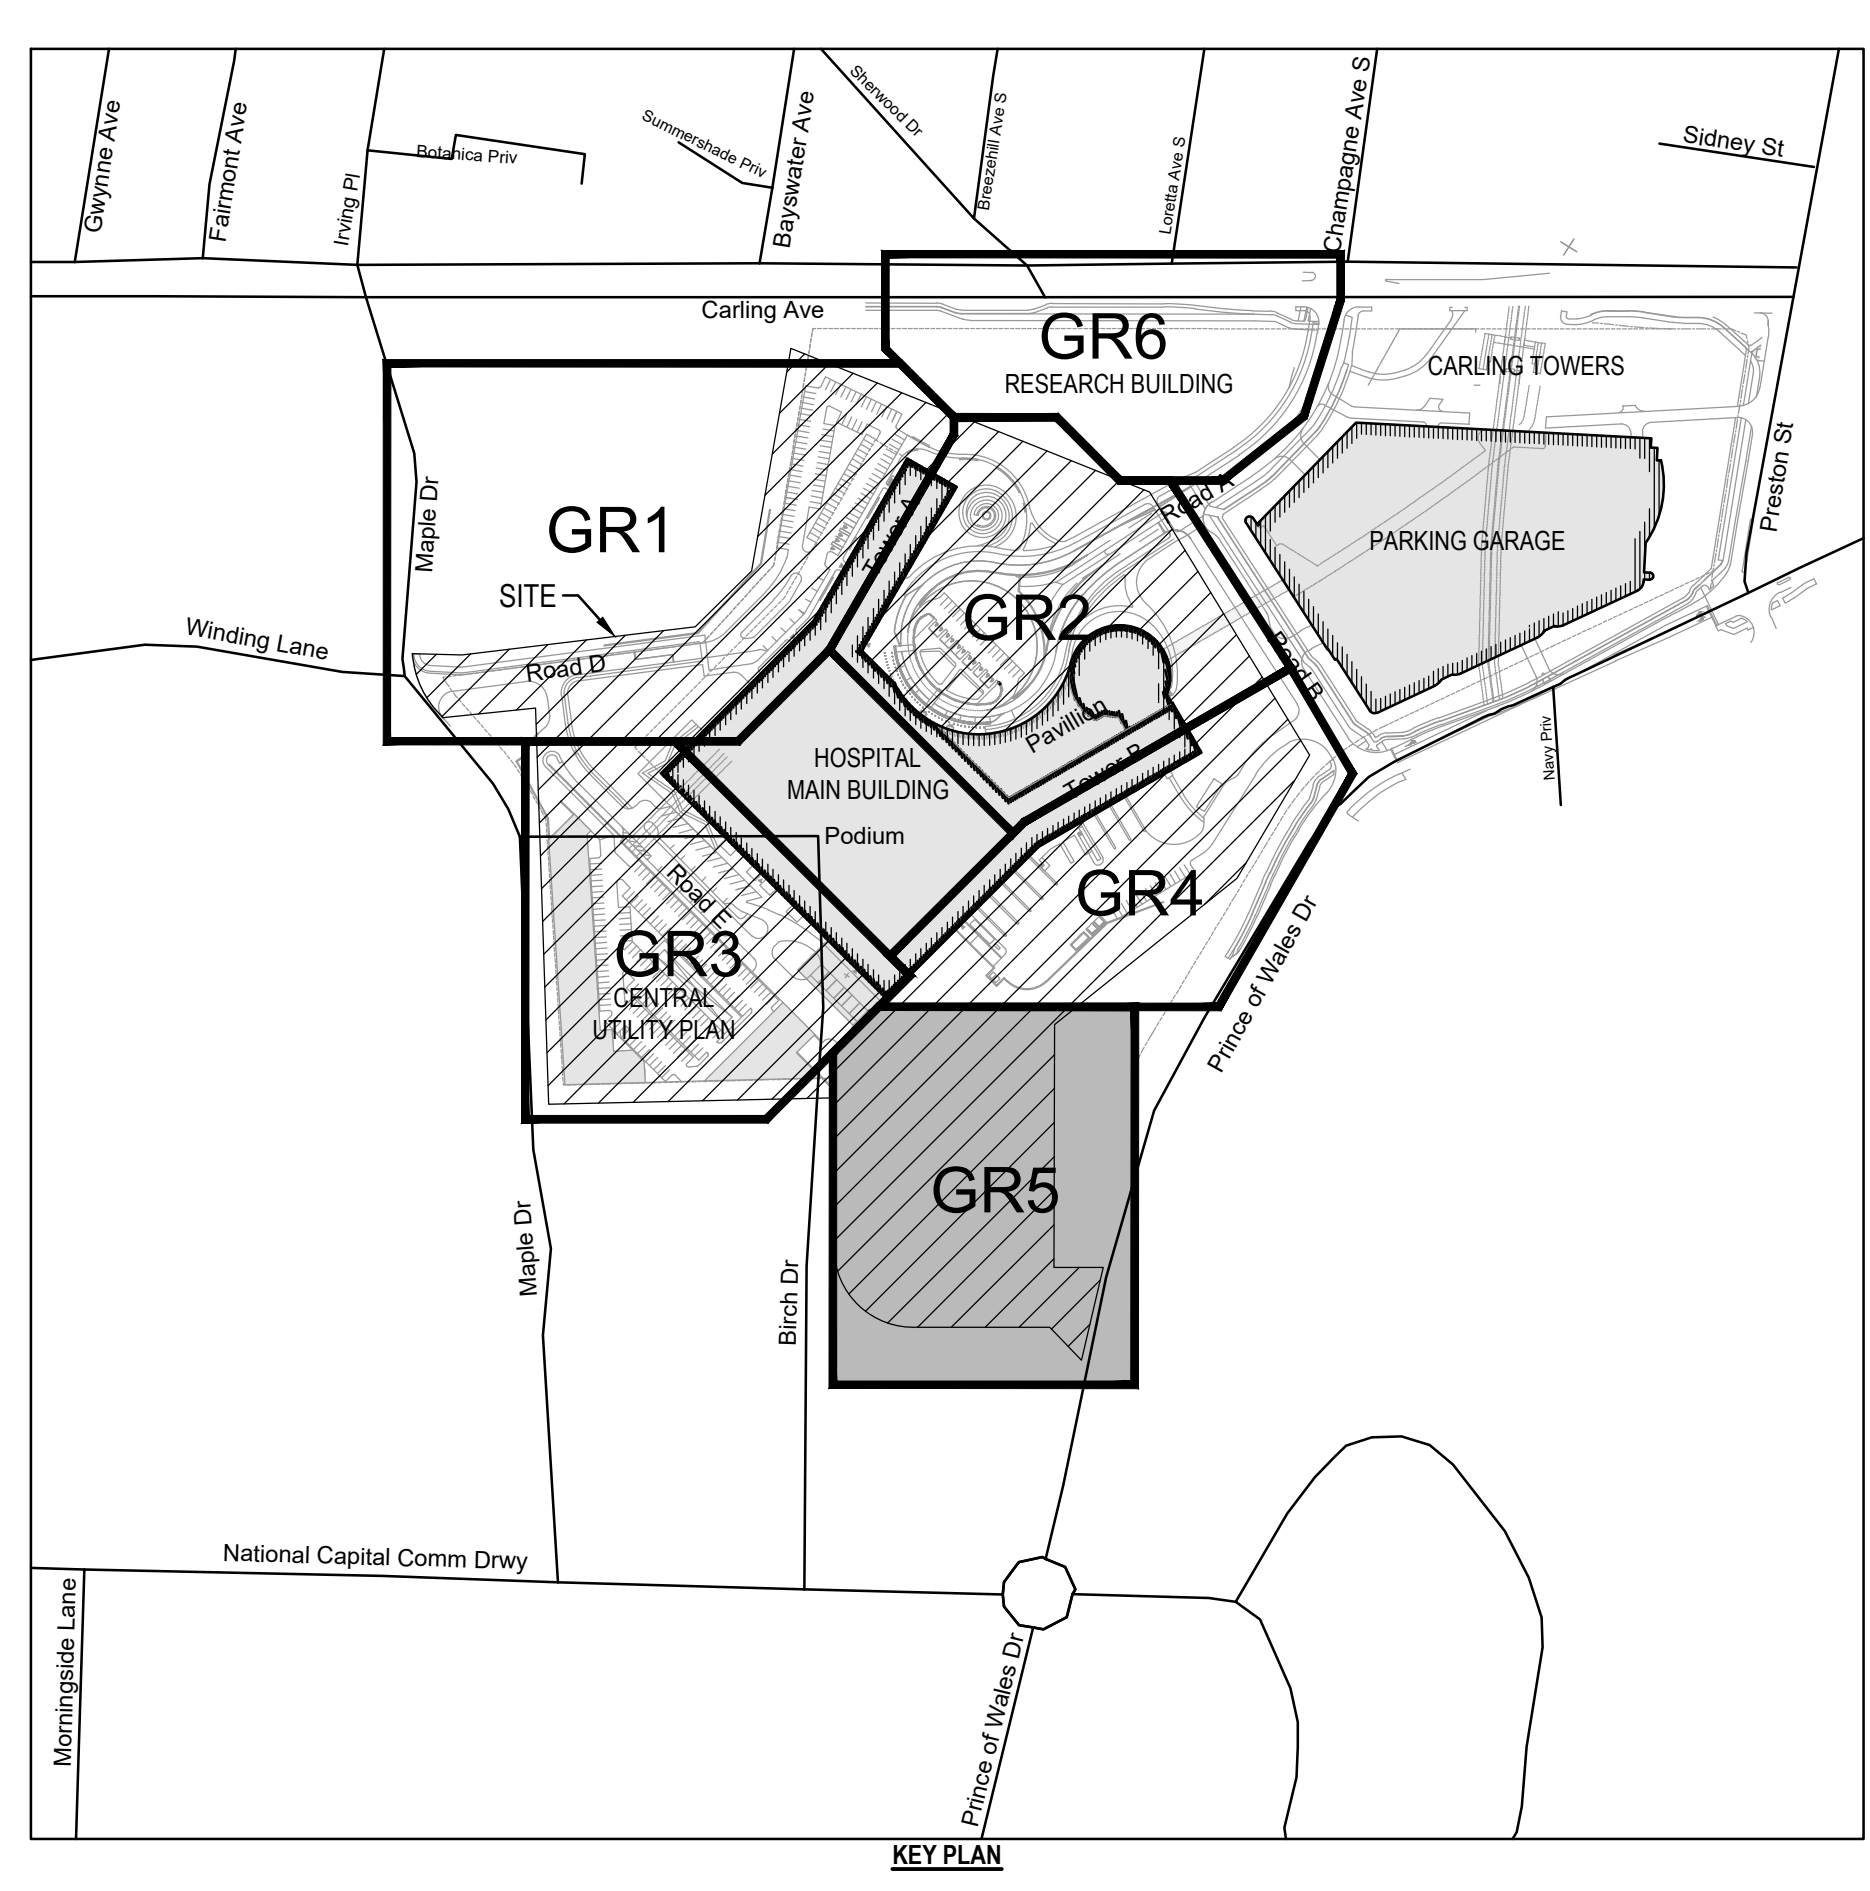 Gwynne Ave
Fairmont Ave
Irving Pl
Botanica Priv
Summershade Priv
Bayswater Ave
Sherwood Dr
Breezehill Ave S
Loretta Ave S
Champagne Ave S
Sidney St
Carling Ave
GR6
RESEARCH BUILDING
CARLING TOWERS
Preston St
Maple Dr
GR1
Tower A
Road A
PARKING GARAGE
SITE
GR2
Winding Lane
Road D
Road B
Pavillion
Navy Priv
HOSPITAL
MAIN BUILDING
Tower B
Podium
Road E
GR4
GR3
CENTRAL
UTILITY PLAN
Prince of Wales Dr
GR5
Maple Dr
Birch Dr
National Capital Comm Drwy
Morningside Lane
Prince of Wales Dr
KEY PLAN